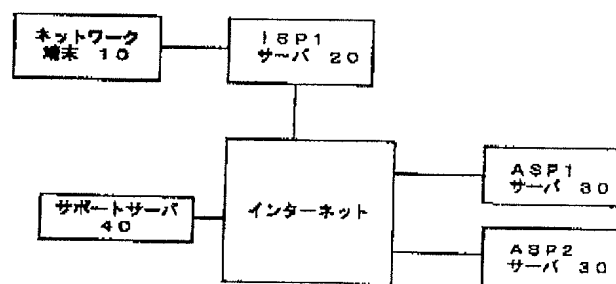 ネットワーク
端末 10
ISP1
サーバ 20
インターネット
サポートサーバ
40
ASP1
サーバ 30
ASP2
サーバ 30